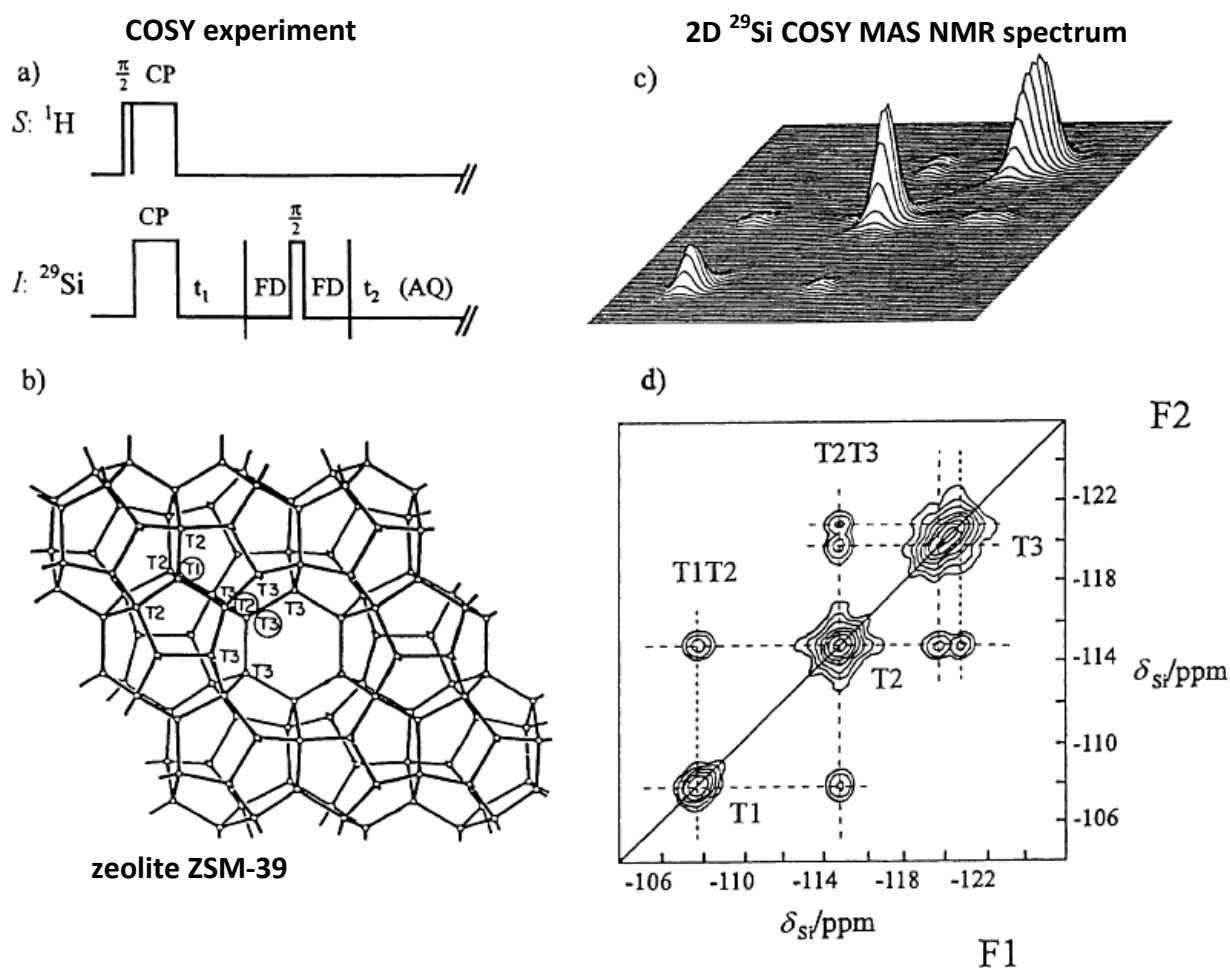 COSY experiment
2D ²⁹Si COSY MAS NMR spectrum
a)
π/2 CP
S: ¹H
CP π/2
I: ²⁹Si t₁ FD FD t₂ (AQ)
c)
b)
T2
T2 T1
T2
T3 T3
T2 T3
T3
T3
T3
zeolite ZSM-39
d)
F2
T2T3
-122
T3
T1T2
-118
-114
T2
δSi/ppm
-110
T1
-106
-106 -110 -114 -118 -122
δSi/ppm
F1